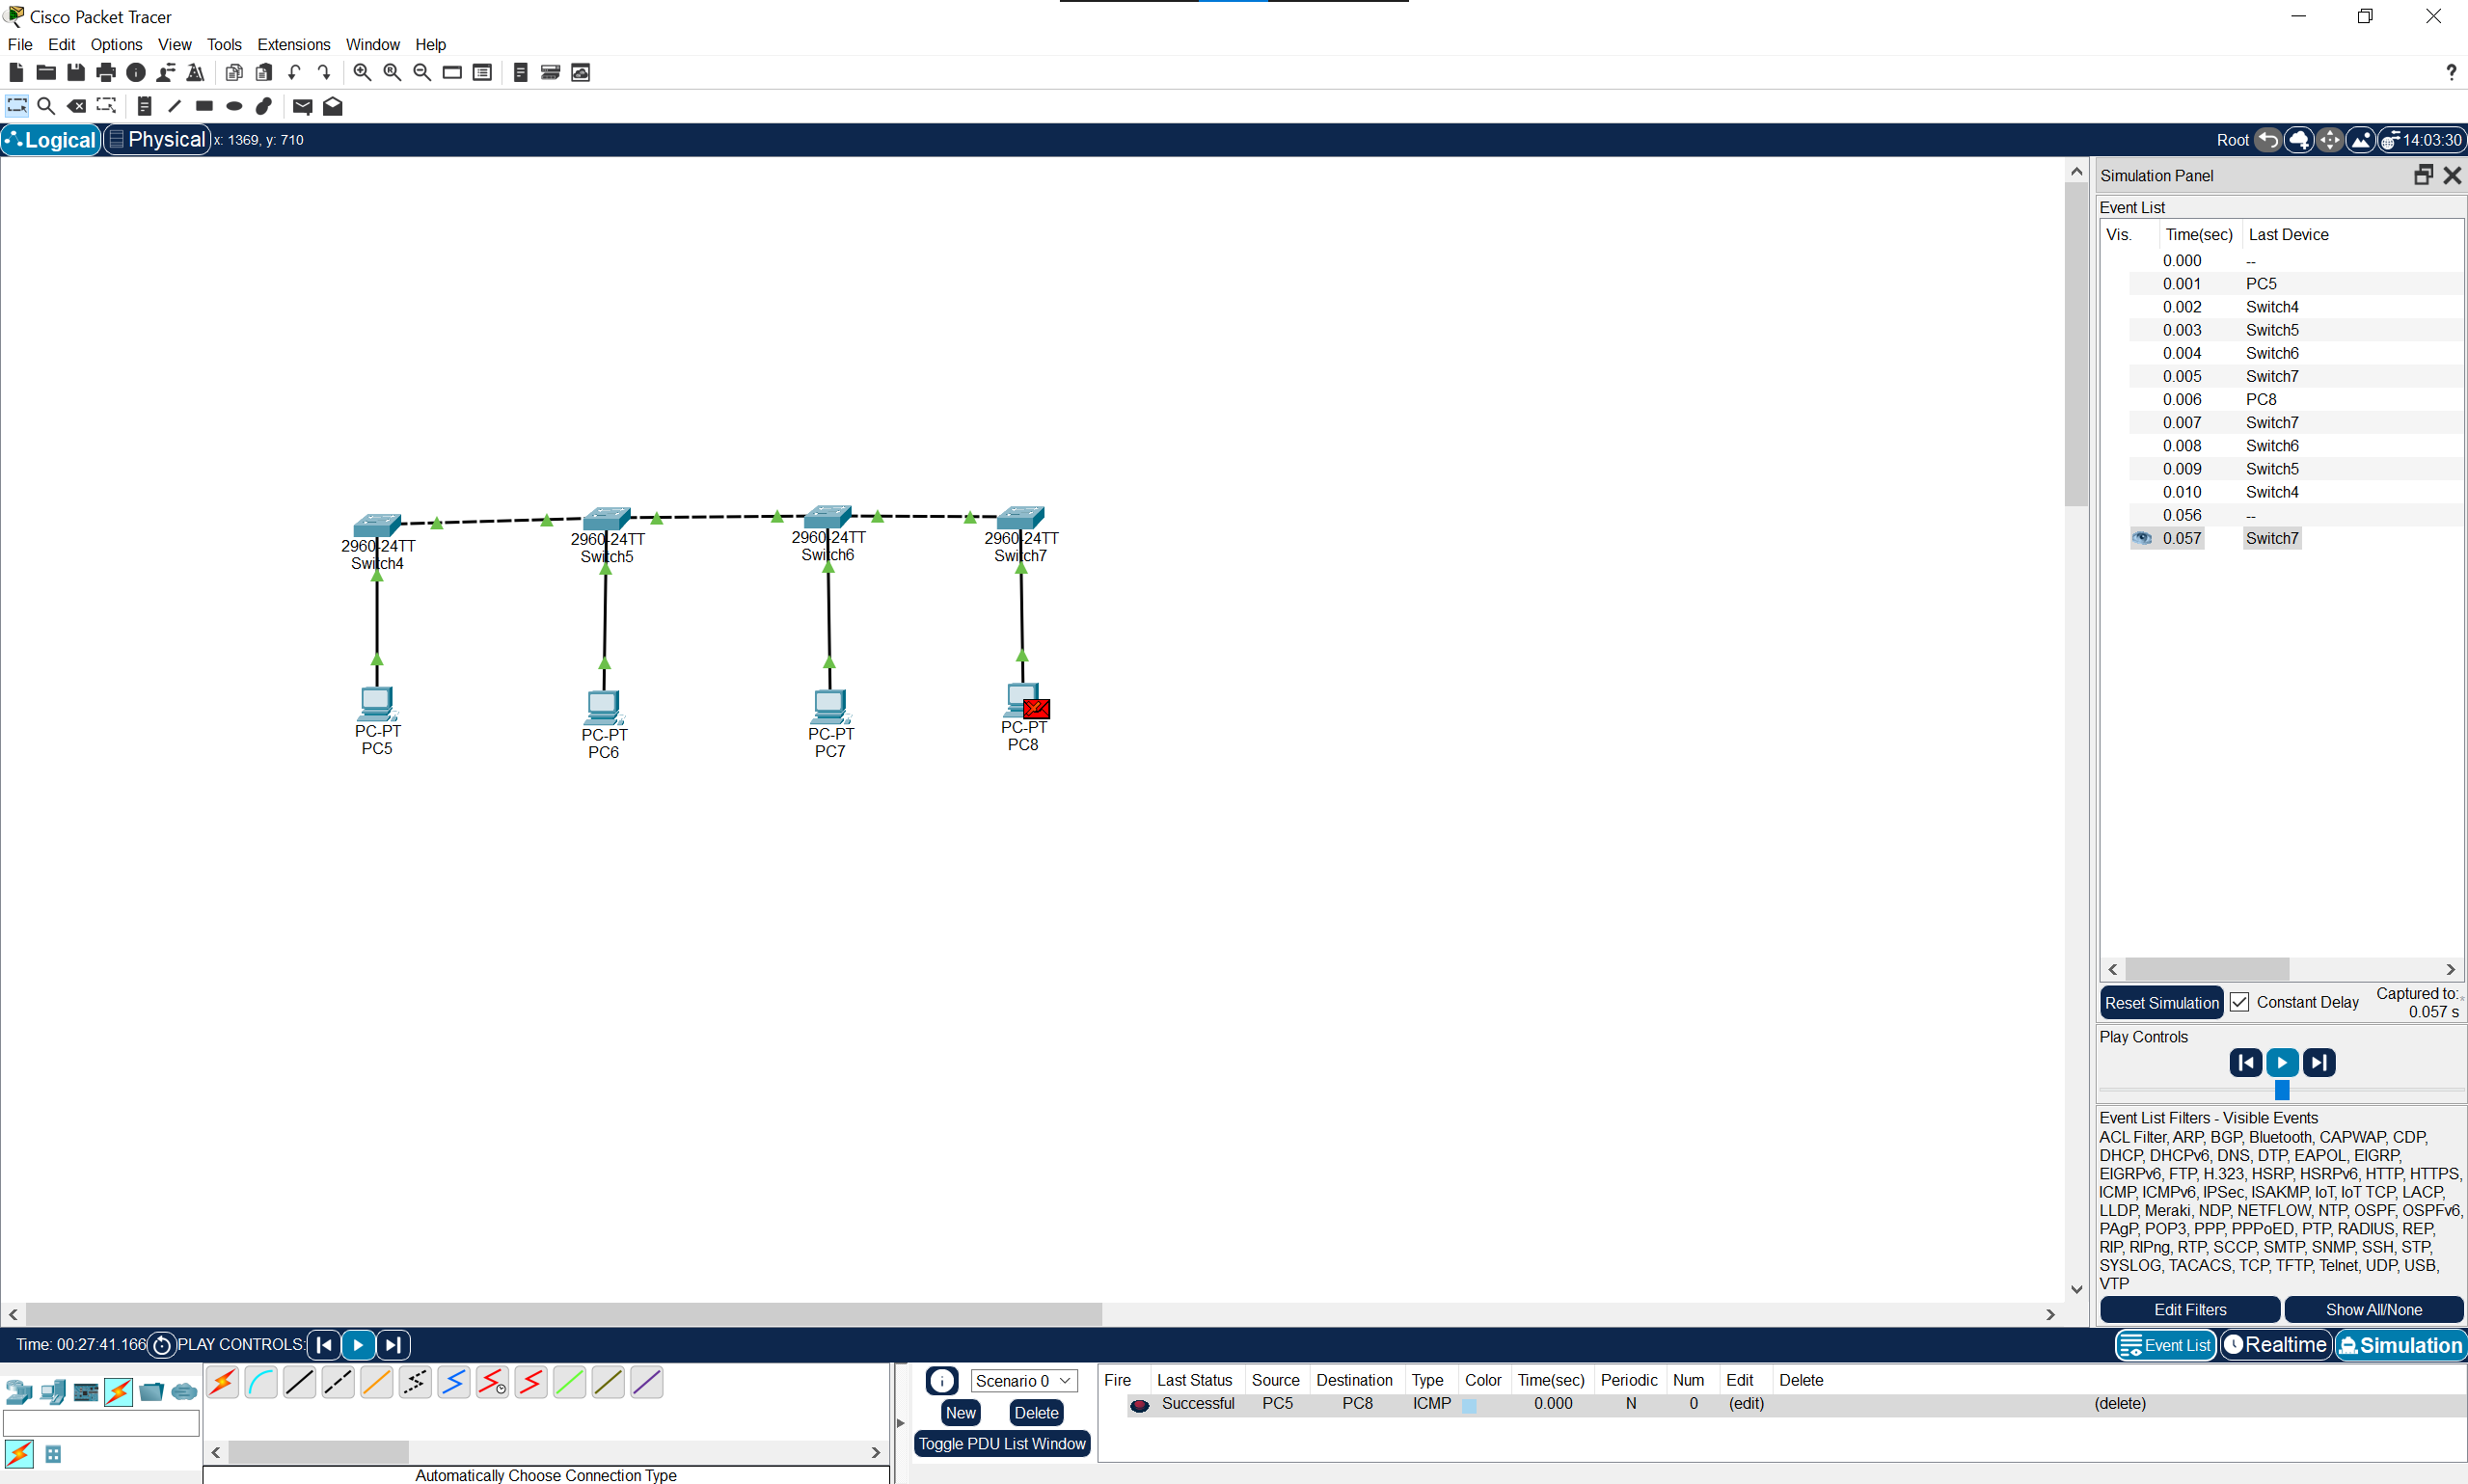 Cisco Packet Tracer
File Edit Options View Tools Extensions Window Help
?
Logical Physical x: 1369, y: 710 Root 14:03:30
Simulation Panel
Event List
Vis. Time(sec) Last Device
0.000 --
0.001 PC5
0.002 Switch4
0.003 Switch5
0.004 Switch6
0.005 Switch7
0.006 PC8
0.007 Switch7
0.008 Switch6
0.009 Switch5
0.010 Switch4
0.056 --
0.057 Switch7
2960-24TT
Switch4
2960-24TT
Switch5
2960-24TT
Switch6
2960-24TT
Switch7
PC-PT
PC5
PC-PT
PC6
PC-PT
PC7
PC-PT
PC8
Reset Simulation Constant Delay Captured to:
0.057 s
Play Controls
Event List Filters - Visible Events
ACL Filter, ARP, BGP, Bluetooth, CAPWAP, CDP,
DHCP, DHCPv6, DNS, DTP, EAPOL, EIGRP,
EIGRPv6, FTP, H.323, HSRP, HSRPv6, HTTP, HTTPS,
ICMP, ICMPv6, IPSec, ISAKMP, IoT, IoT TCP, LACP,
LLDP, Meraki, NDP, NETFLOW, NTP, OSPF, OSPFv6,
PAgP, POP3, PPP, PPPoED, PTP, RADIUS, REP,
RIP, RIPng, RTP, SCCP, SMTP, SNMP, SSH, STP,
SYSLOG, TACACS, TCP, TFTP, Telnet, UDP, USB,
VTP
Edit Filters Show All/None
Time: 00:27:41.166 PLAY CONTROLS: Event List Realtime Simulation
Scenario 0
New Delete
Toggle PDU List Window
Fire Last Status Source Destination Type Color Time(sec) Periodic Num Edit Delete
Successful PC5 PC8 ICMP 0.000 N 0 (edit) (delete)
Automatically Choose Connection Type